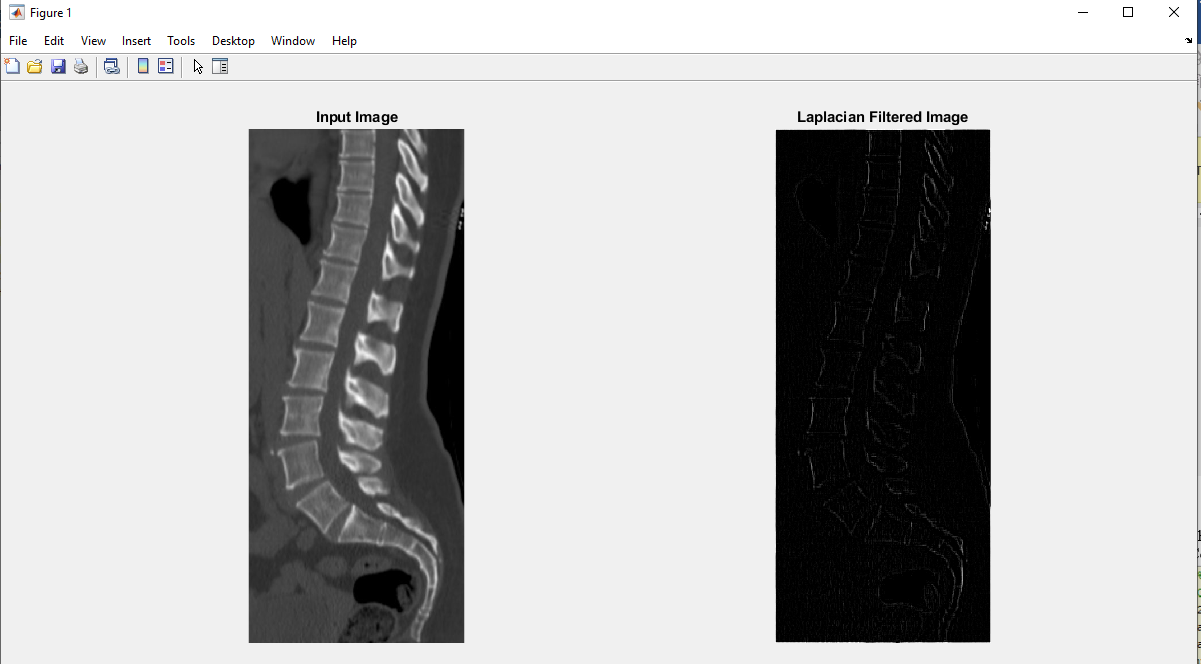 Figure 1
File Edit View Insert Tools Desktop Window Help
Input Image
Laplacian Filtered Image